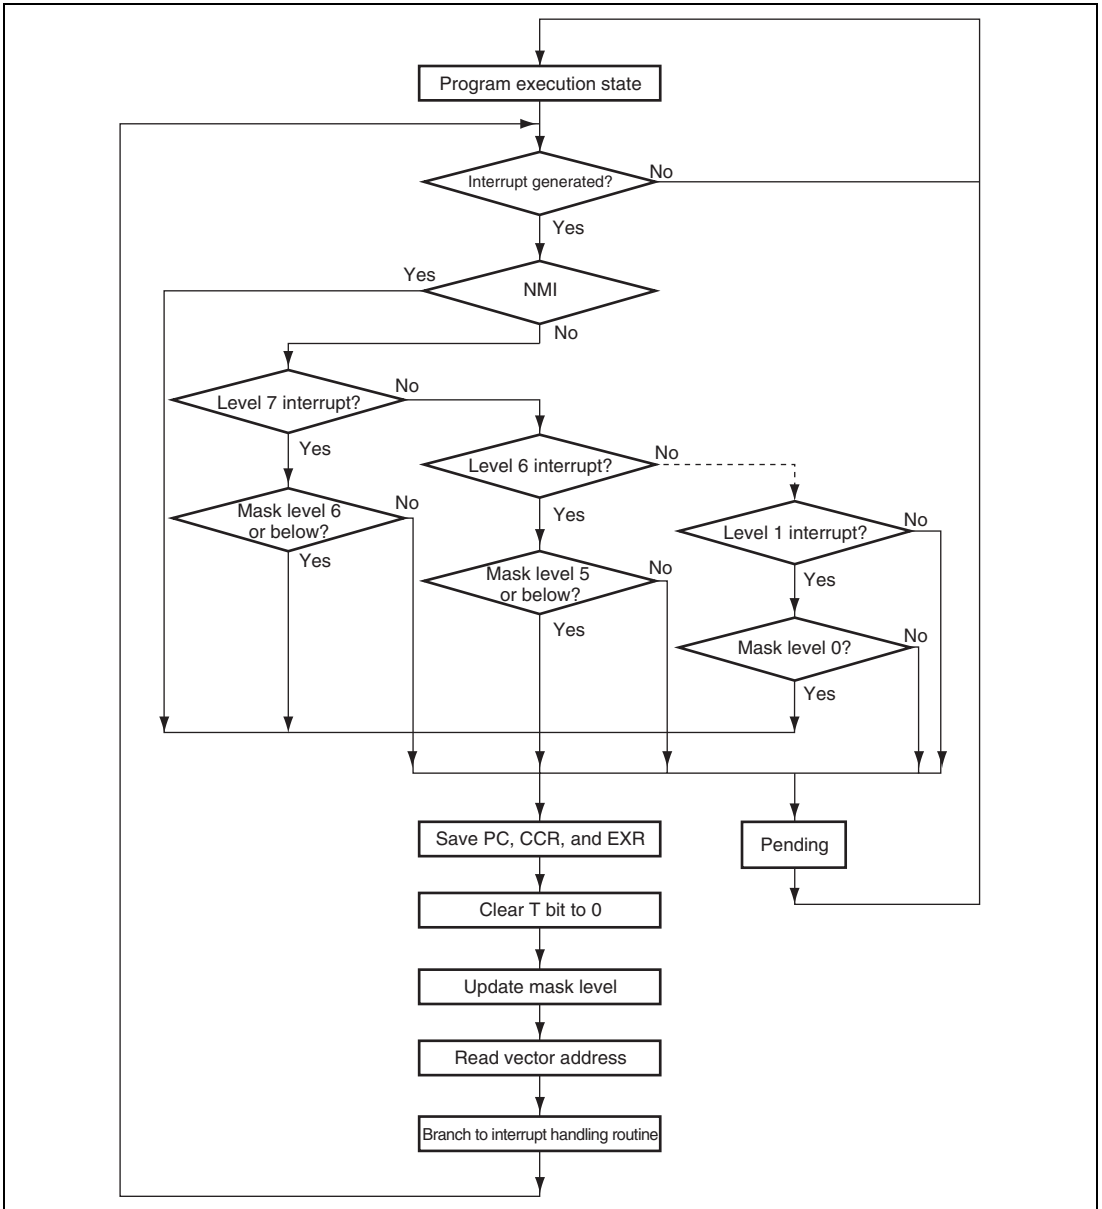 Program execution state
Interrupt generated?
No
Yes
Yes
NMI
No
Level 7 interrupt?
No
Yes
Level 6 interrupt?
No
Mask level 6
or below?
No
Yes
Yes
Level 1 interrupt?
No
Mask level 5
or below?
No
Yes
Yes
Mask level 0?
No
Yes
Save PC, CCR, and EXR
Pending
Clear T bit to 0
Update mask level
Read vector address
Branch to interrupt handling routine